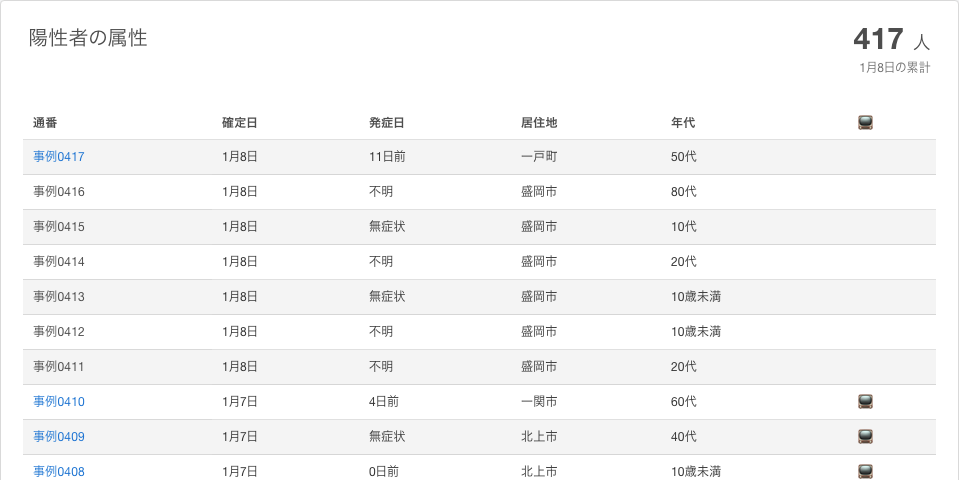 陽性者の属性
417 人
1月8日の累計
通番 確定日 発症日 居住地 年代
事例0417 1月8日 11日前 一戸町 50代
事例0416 1月8日 不明 盛岡市 80代
事例0415 1月8日 無症状 盛岡市 10代
事例0414 1月8日 不明 盛岡市 20代
事例0413 1月8日 無症状 盛岡市 10歳未満
事例0412 1月8日 不明 盛岡市 10歳未満
事例0411 1月8日 不明 盛岡市 20代
事例0410 1月7日 4日前 一関市 60代
事例0409 1月7日 無症状 北上市 40代
事例0408 1月7日 0日前 北上市 10歳未満